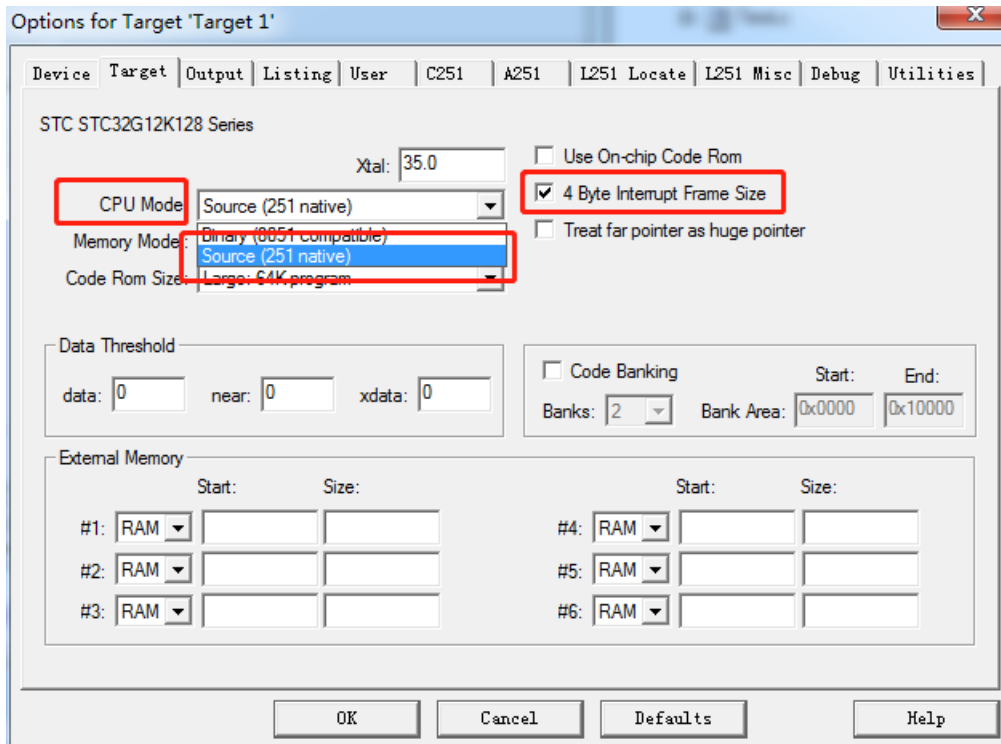 Options for Target 'Target 1'
Device Target Output Listing User C251 A251 L251 Locate L251 Misc Debug Utilities
STC STC32G12K128 Series
Xtal: 35.0
Use On-chip Code Rom
CPU Mode Source (251 native)
4 Byte Interrupt Frame Size
Binary (8051 compatible)
Memory Model:
Treat far pointer as huge pointer
Source (251 native)
Code Rom Size: Large: 64K program
Data Threshold
data: 0 near: 0 xdata: 0
Code Banking Start: End:
Banks: 2 Bank Area: 0x0000 0x10000
External Memory
Start: Size: Start: Size:
#1: RAM #4: RAM
#2: RAM #5: RAM
#3: RAM #6: RAM
OK Cancel Defaults Help